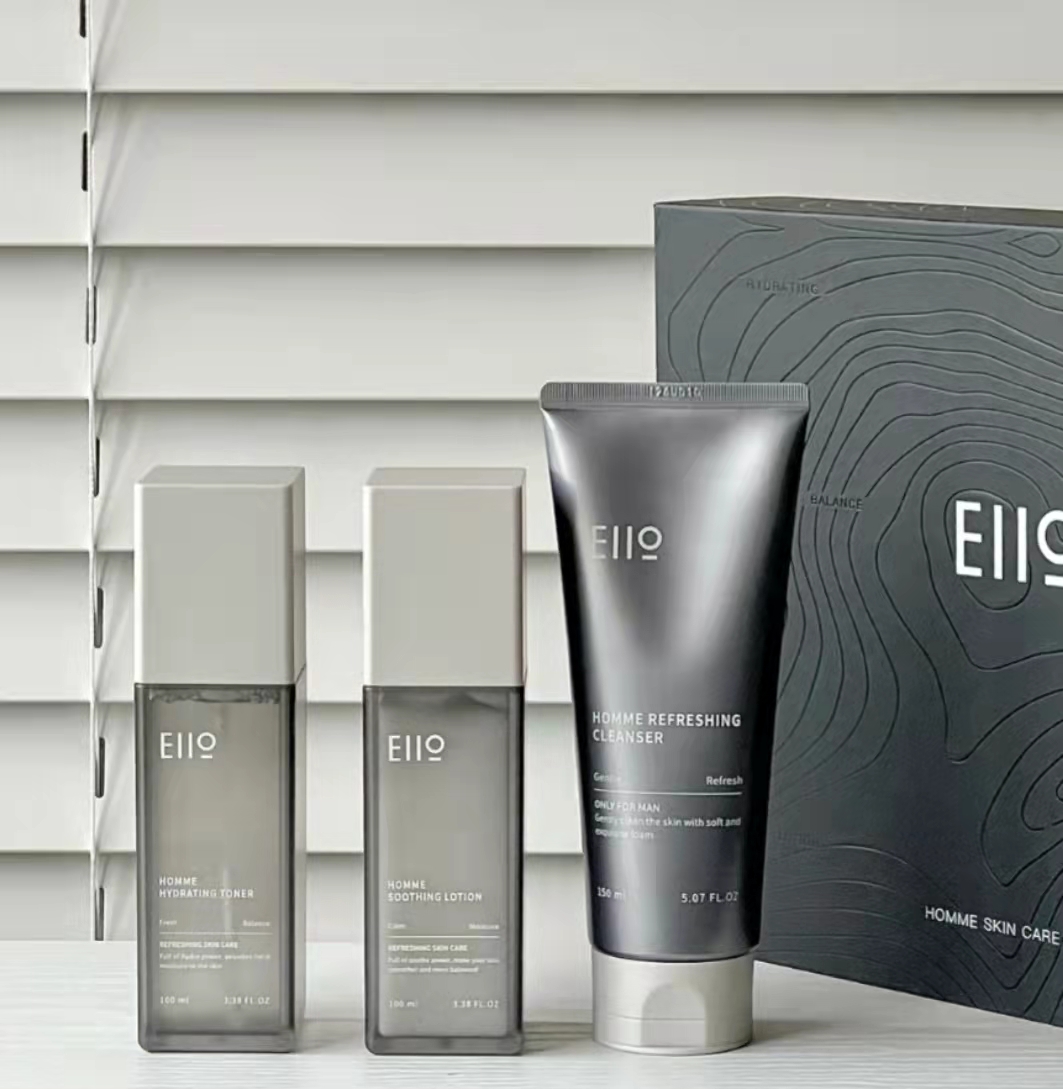 EIIO
HOMME
HYDRATING TONER
Fresh
Balance
REFRESHING SKIN CARE
100 ml
3.38 FL.OZ
EIIO
HOMME
SOOTHING LOTION
Calm
Moisture
REFRESHING SKIN CARE
100 ml
3.38 FL.OZ
EIIO
HOMME REFRESHING
CLEANSER
Gentle
Refresh
ONLY FOR MAN
Gently clean the skin with soft and
exquisite foam
150 ml
5.07 FL.OZ
HYDRATING
BALANCE
EIIO
HOMME SKIN CARE